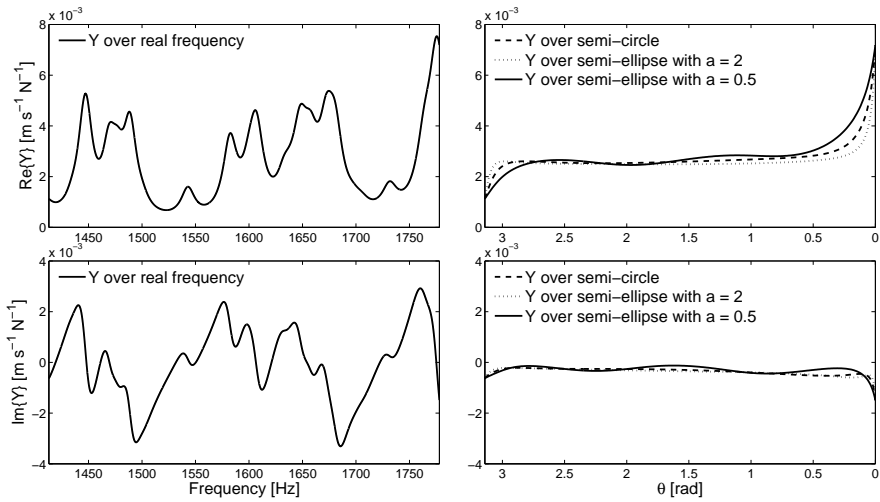 x 10⁻³
8
6
4
2
0
1450 1500 1550 1600 1650 1700 1750
Re{Y} [m s⁻¹ N⁻¹]
Y over real frequency
8
6
4
2
0
x 10⁻³
3 2.5 2 1.5 1 0.5 0
Y over semi−circle
Y over semi−ellipse with a = 2
Y over semi−ellipse with a = 0.5
x 10⁻³
4
2
0
−2
−4
1450 1500 1550 1600 1650 1700 1750
Im{Y} [m s⁻¹ N⁻¹]
Frequency [Hz]
Y over real frequency
x 10⁻³
4
2
0
−2
−4
3 2.5 2 1.5 1 0.5 0
θ [rad]
Y over semi−circle
Y over semi−ellipse with a = 2
Y over semi−ellipse with a = 0.5